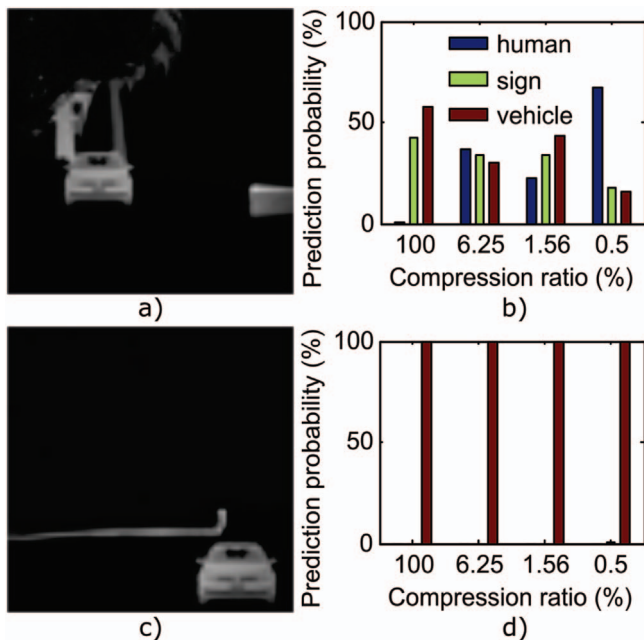 Prediction probability (%)
100
50
0
human
sign
vehicle
100 6.25 1.56 0.5
Compression ratio (%)
a)
b)
Prediction probability (%)
100
50
0
100 6.25 1.56 0.5
Compression ratio (%)
c)
d)